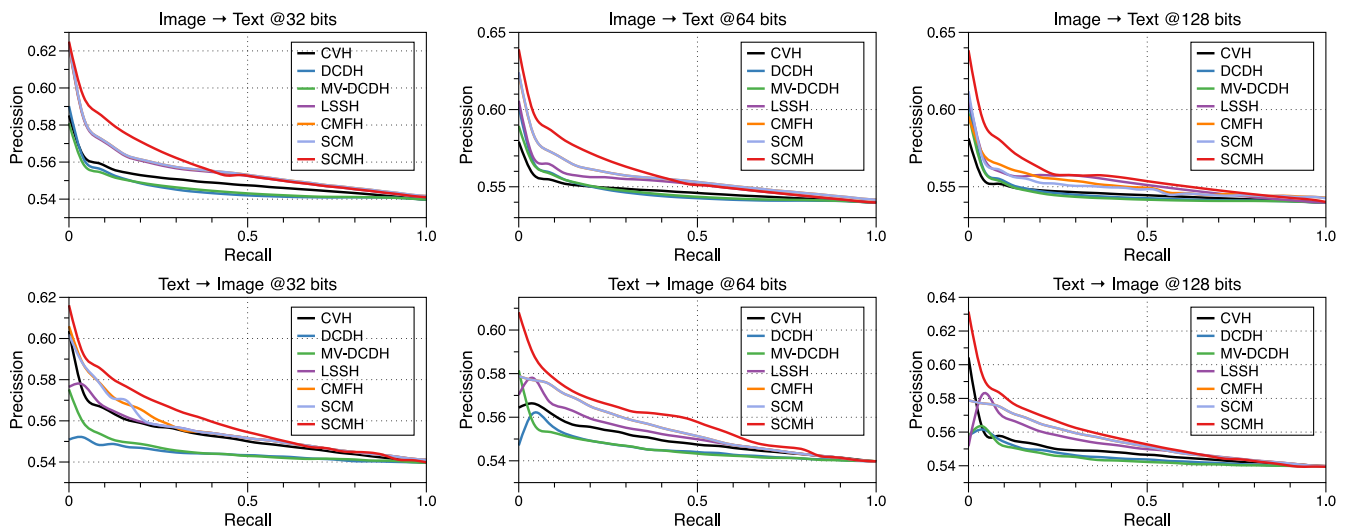 Image → Text @32 bits
Precission
0.62
0.60
0.58
0.56
0.54
0
0.5
1.0
Recall
CVH
DCDH
MV-DCDH
LSSH
CMFH
SCM
SCMH
Image → Text @64 bits
Precission
0.65
0.60
0.55
0
0.5
1.0
Recall
CVH
DCDH
MV-DCDH
LSSH
CMFH
SCM
SCMH
Image → Text @128 bits
Precission
0.65
0.60
0.55
0
0.5
1.0
Recall
CVH
DCDH
MV-DCDH
LSSH
CMFH
SCM
SCMH
Text → Image @32 bits
Precission
0.62
0.60
0.58
0.56
0.54
0
0.5
1.0
Recall
CVH
DCDH
MV-DCDH
LSSH
CMFH
SCM
SCMH
Text → Image @64 bits
Precission
0.60
0.58
0.56
0.54
0
0.5
1.0
Recall
CVH
DCDH
MV-DCDH
LSSH
CMFH
SCM
SCMH
Text → Image @128 bits
Precission
0.64
0.62
0.60
0.58
0.56
0.54
0
0.5
1.0
Recall
CVH
DCDH
MV-DCDH
LSSH
CMFH
SCM
SCMH